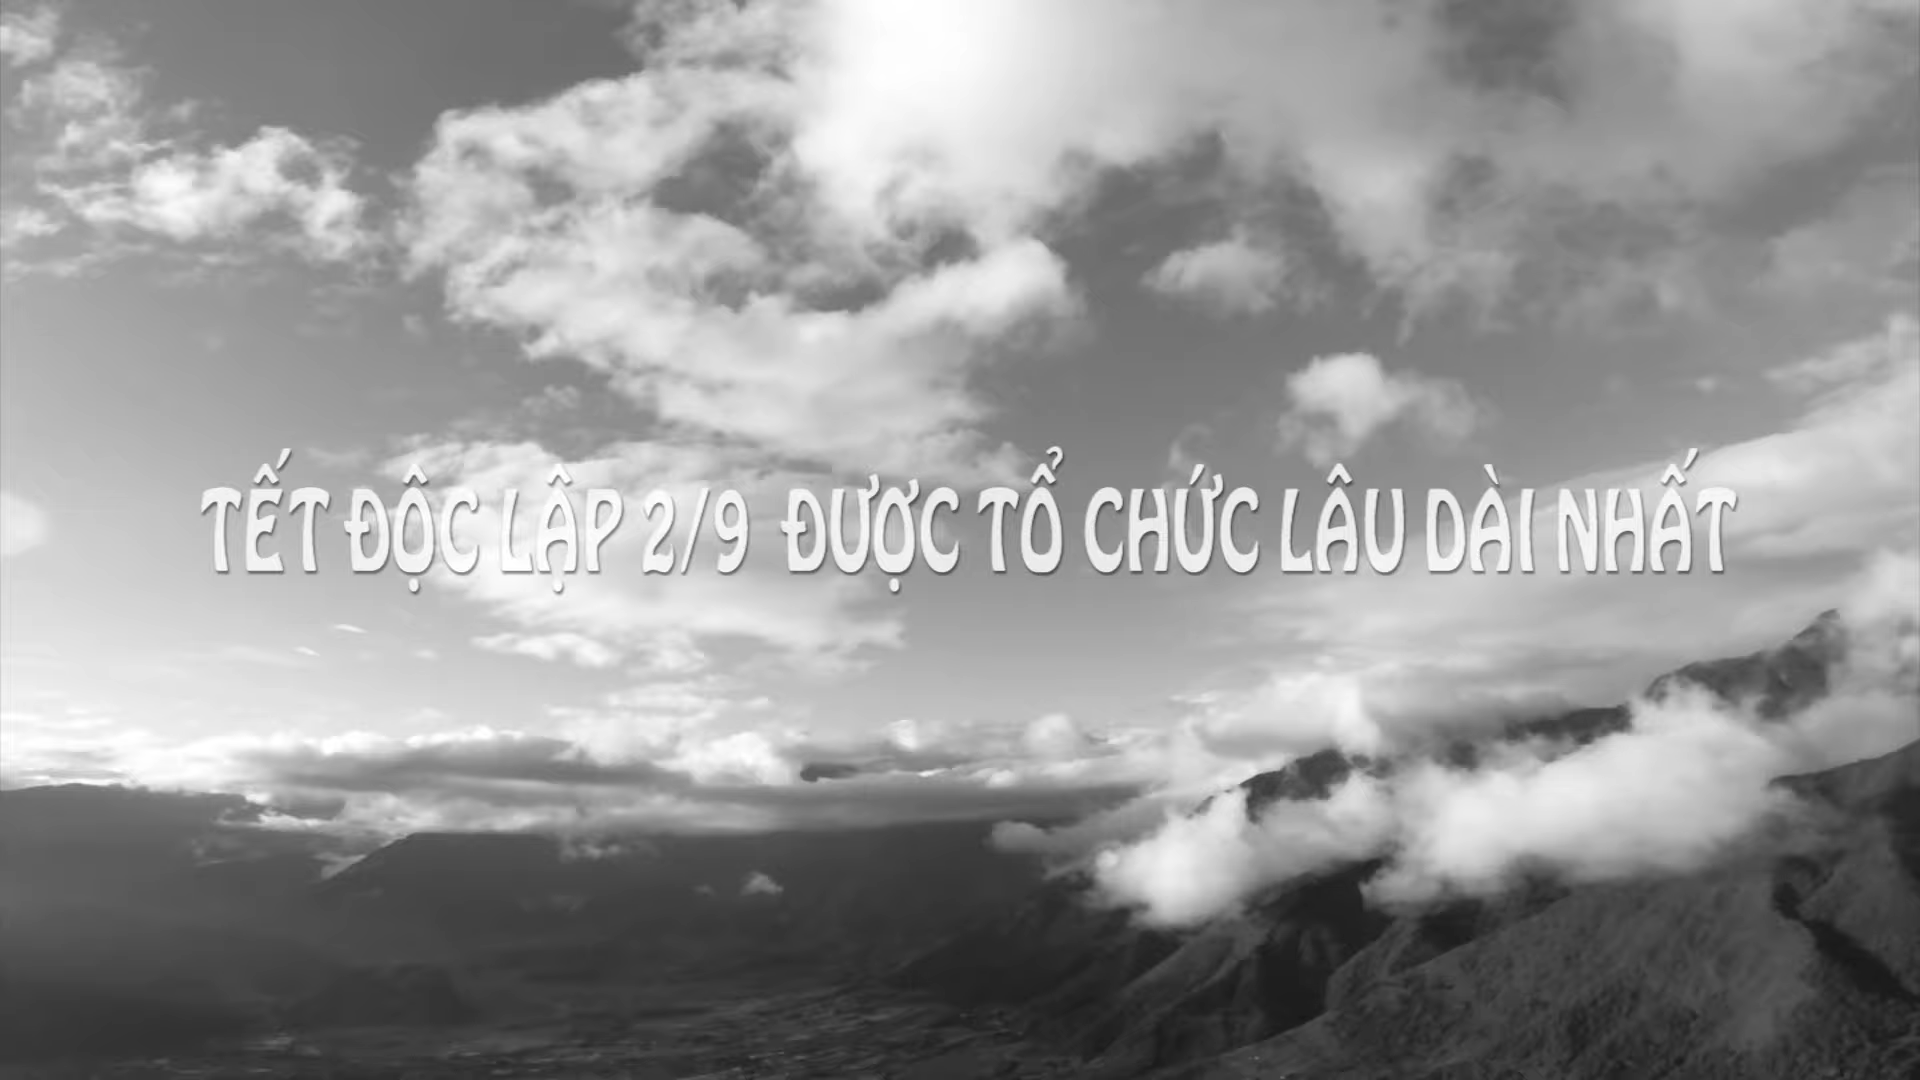 TẾT ĐỘC LẬP 2/9 ĐƯỢC TỔ CHỨC LÂU DÀI NHẤT